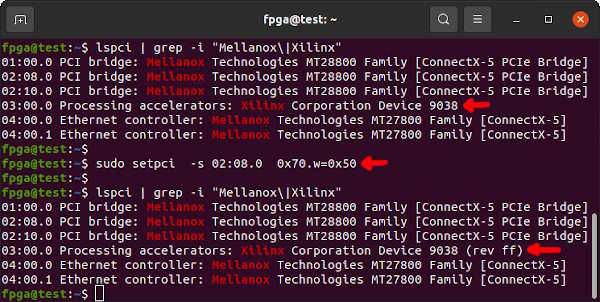 fpga@test: ~
fpga@test:~$ lspci | grep -i "Mellanox\|Xilinx"
01:00.0 PCI bridge: Mellanox Technologies MT28800 Family [ConnectX-5 PCIe Bridge]
02:08.0 PCI bridge: Mellanox Technologies MT28800 Family [ConnectX-5 PCIe Bridge]
02:10.0 PCI bridge: Mellanox Technologies MT28800 Family [ConnectX-5 PCIe Bridge]
03:00.0 Processing accelerators: Xilinx Corporation Device 9038
04:00.0 Ethernet controller: Mellanox Technologies MT27800 Family [ConnectX-5]
04:00.1 Ethernet controller: Mellanox Technologies MT27800 Family [ConnectX-5]
fpga@test:~$
fpga@test:~$ sudo setpci  -s 02:08.0  0x70.w=0x50
fpga@test:~$
fpga@test:~$ lspci | grep -i "Mellanox\|Xilinx"
01:00.0 PCI bridge: Mellanox Technologies MT28800 Family [ConnectX-5 PCIe Bridge]
02:08.0 PCI bridge: Mellanox Technologies MT28800 Family [ConnectX-5 PCIe Bridge]
02:10.0 PCI bridge: Mellanox Technologies MT28800 Family [ConnectX-5 PCIe Bridge]
03:00.0 Processing accelerators: Xilinx Corporation Device 9038 (rev ff)
04:00.0 Ethernet controller: Mellanox Technologies MT27800 Family [ConnectX-5]
04:00.1 Ethernet controller: Mellanox Technologies MT27800 Family [ConnectX-5]
fpga@test:~$